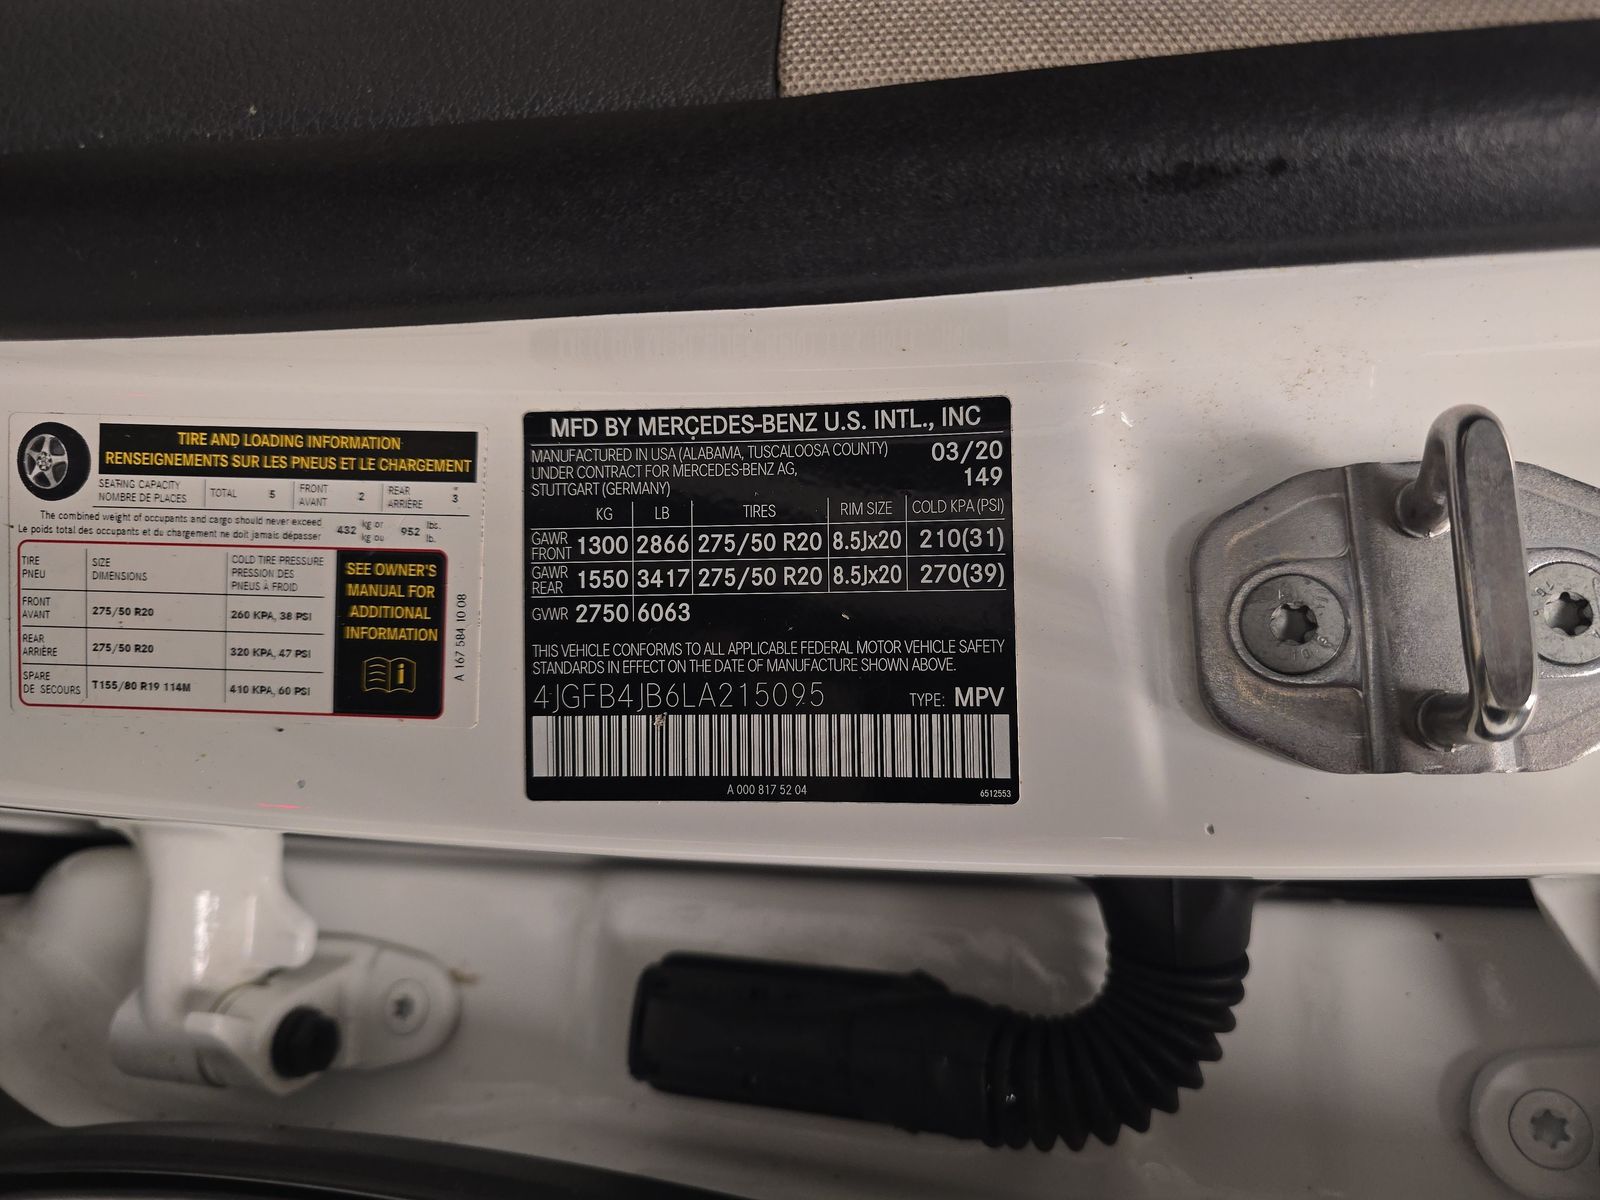 TIRE AND LOADING INFORMATION
RENSEIGNEMENTS SUR LES PNEUS ET LE CHARGEMENT
SEATING CAPACITY TOTAL 5 FRONT 2 REAR 3
NOMBRE DE PLACES AVANT ARRIÈRE
The combined weight of occupants and cargo should never exceed 432 kg or 952 lbs.
Le poids total des occupants et du chargement ne doit jamais dépasser kg ou lb.
TIRE SIZE COLD TIRE PRESSURE
PNEU DIMENSIONS PRESSION DES
PNEUS À FROID
FRONT 275/50 R20 260 KPA, 38 PSI
AVANT
REAR 275/50 R20 320 KPA, 47 PSI
ARRIÈRE
SPARE T155/80 R19 114M 410 KPA, 60 PSI
DE SECOURS
SEE OWNER'S
MANUAL FOR
ADDITIONAL
INFORMATION
A 167 584 10 08
MFD BY MERCEDES-BENZ U.S. INTL., INC
MANUFACTURED IN USA (ALABAMA, TUSCALOOSA COUNTY) 03/20
UNDER CONTRACT FOR MERCEDES-BENZ AG, 149
STUTTGART (GERMANY)
KG LB TIRES RIM SIZE COLD KPA (PSI)
GAWR FRONT 1300 2866 275/50 R20 8.5Jx20 210(31)
GAWR REAR 1550 3417 275/50 R20 8.5Jx20 270(39)
GVWR 2750 6063
THIS VEHICLE CONFORMS TO ALL APPLICABLE FEDERAL MOTOR VEHICLE SAFETY
STANDARDS IN EFFECT ON THE DATE OF MANUFACTURE SHOWN ABOVE.
4JGFB4JB6LA215095 TYPE: MPV
A 000 817 52 04 6512553